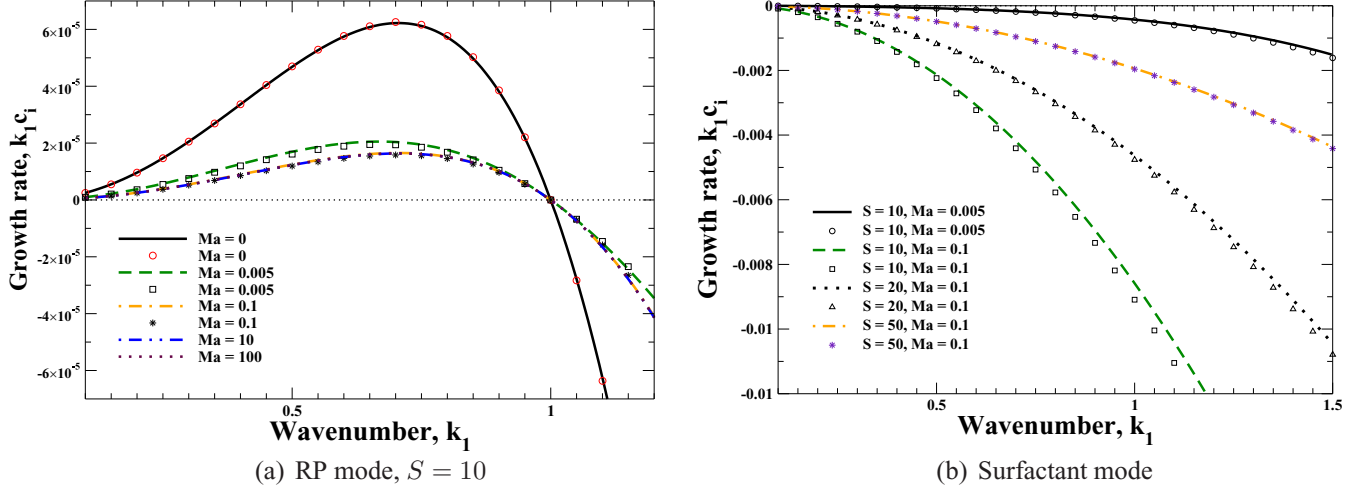 6×10⁻⁵
4×10⁻⁵
2×10⁻⁵
0
-2×10⁻⁵
-4×10⁻⁵
-6×10⁻⁵
Growth rate, k₁cᵢ
Ma = 0
Ma = 0
Ma = 0.005
Ma = 0.005
Ma = 0.1
Ma = 0.1
Ma = 10
Ma = 100
0.5 1
Wavenumber, k₁
(a) RP mode, S = 10
0
-0.002
-0.004
-0.006
-0.008
-0.01
Growth rate, k₁cᵢ
S = 10, Ma = 0.005
S = 10, Ma = 0.005
S = 10, Ma = 0.1
S = 10, Ma = 0.1
S = 20, Ma = 0.1
S = 20, Ma = 0.1
S = 50, Ma = 0.1
S = 50, Ma = 0.1
0.5 1 1.5
Wavenumber, k₁
(b) Surfactant mode